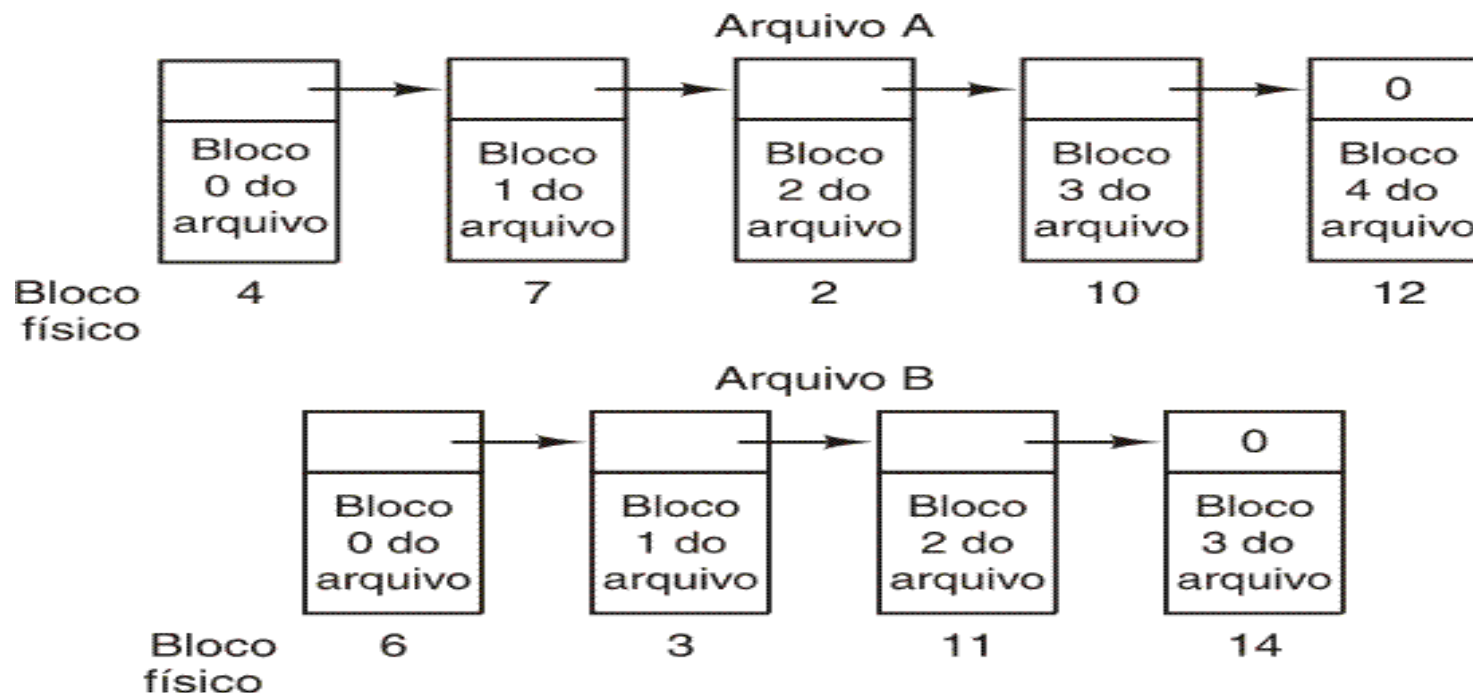 Arquivo A
0
Bloco
0 do
arquivo
Bloco
1 do
arquivo
Bloco
2 do
arquivo
Bloco
3 do
arquivo
Bloco
4 do
arquivo
Bloco
físico
4
7
2
10
12
Arquivo B
0
Bloco
0 do
arquivo
Bloco
1 do
arquivo
Bloco
2 do
arquivo
Bloco
3 do
arquivo
Bloco
físico
6
3
11
14